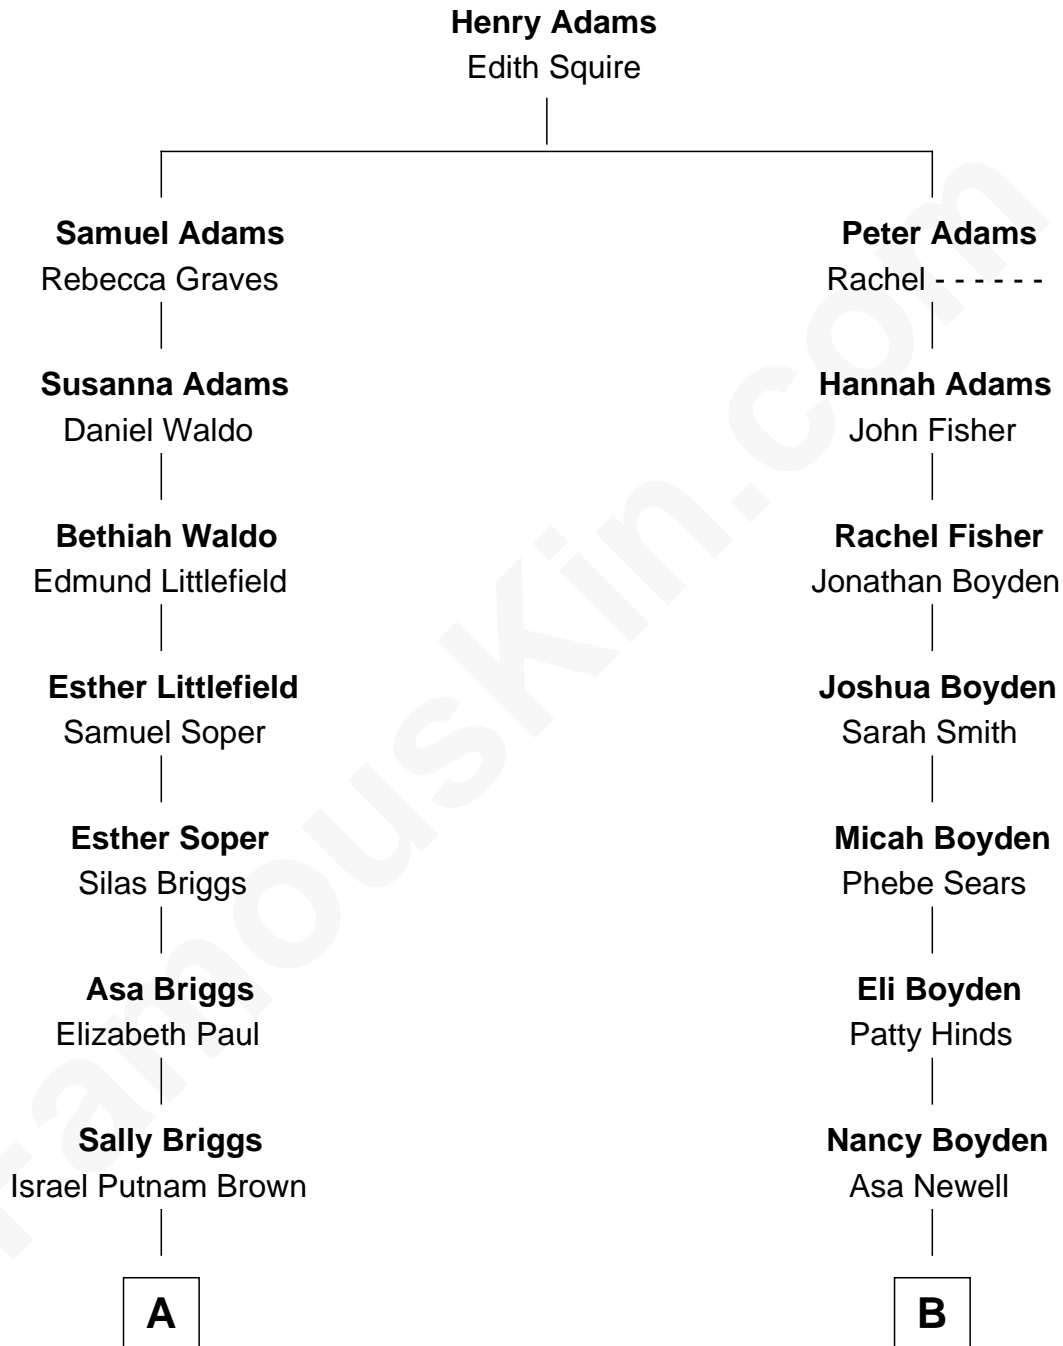 Henry Adams
Edith Squire
Samuel Adams
Rebecca Graves
Peter Adams
Rachel - - - - - -
Susanna Adams
Daniel Waldo
Hannah Adams
John Fisher
Bethiah Waldo
Edmund Littlefield
Rachel Fisher
Jonathan Boyden
Esther Littlefield
Samuel Soper
Joshua Boyden
Sarah Smith
Esther Soper
Silas Briggs
Micah Boyden
Phebe Sears
Asa Briggs
Elizabeth Paul
Eli Boyden
Patty Hinds
Sally Briggs
Israel Putnam Brown
Nancy Boyden
Asa Newell
A
B
FamousKin.com